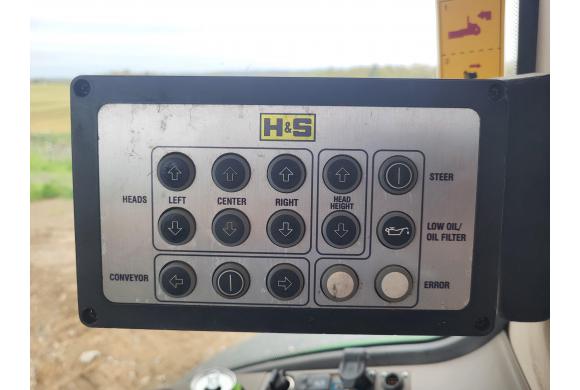 H&S
HEADS
LEFT
CENTER
RIGHT
HEAD
HEIGHT
STEER
LOW OIL/
OIL FILTER
CONVEYOR
ERROR